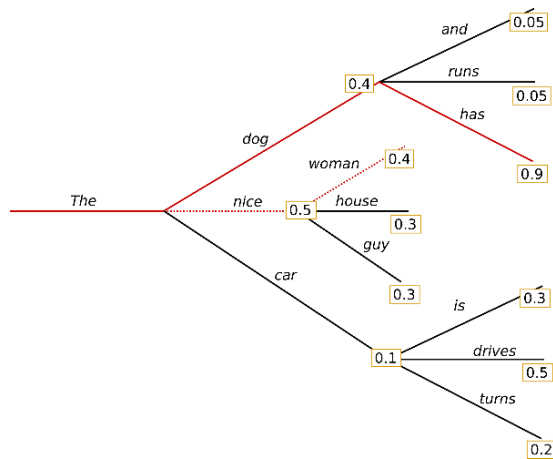 and
0.05
runs
0.4
0.05
has
dog
woman
0.4
0.9
The
nice
0.5
house
0.3
guy
car
0.3
is
0.3
drives
0.1
0.5
turns
0.2